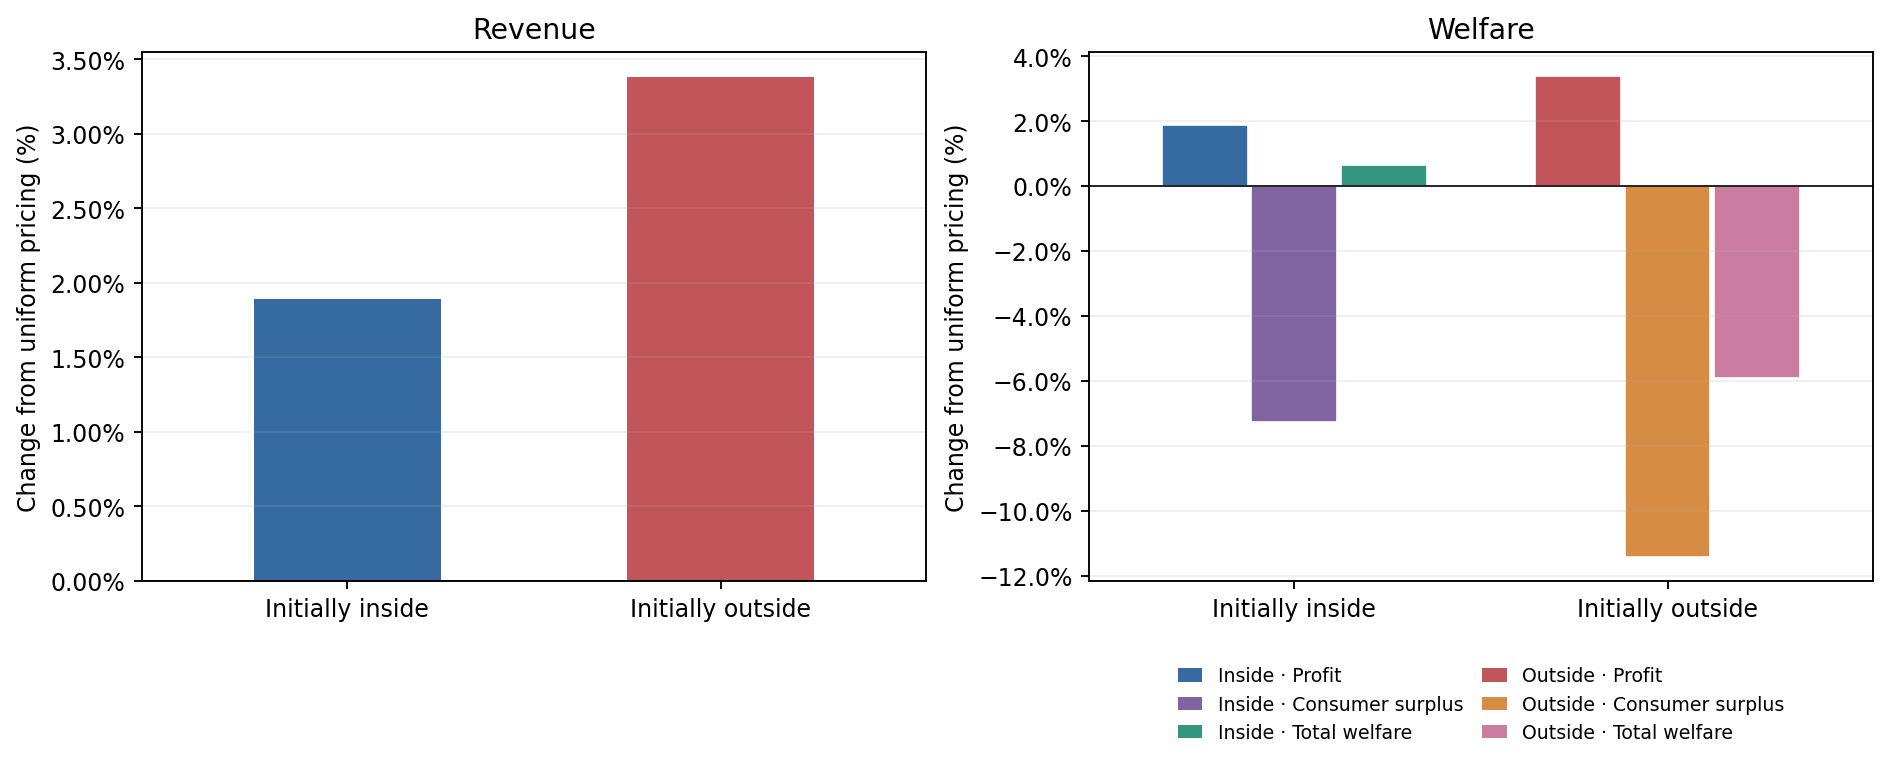 Revenue
Change from uniform pricing (%)
3.50%
3.00%
2.50%
2.00%
1.50%
1.00%
0.50%
0.00%
Initially inside
Initially outside
Welfare
Change from uniform pricing (%)
4.0%
2.0%
0.0%
−2.0%
−4.0%
−6.0%
−8.0%
−10.0%
−12.0%
Initially inside
Initially outside
Inside · Profit
Inside · Consumer surplus
Inside · Total welfare
Outside · Profit
Outside · Consumer surplus
Outside · Total welfare